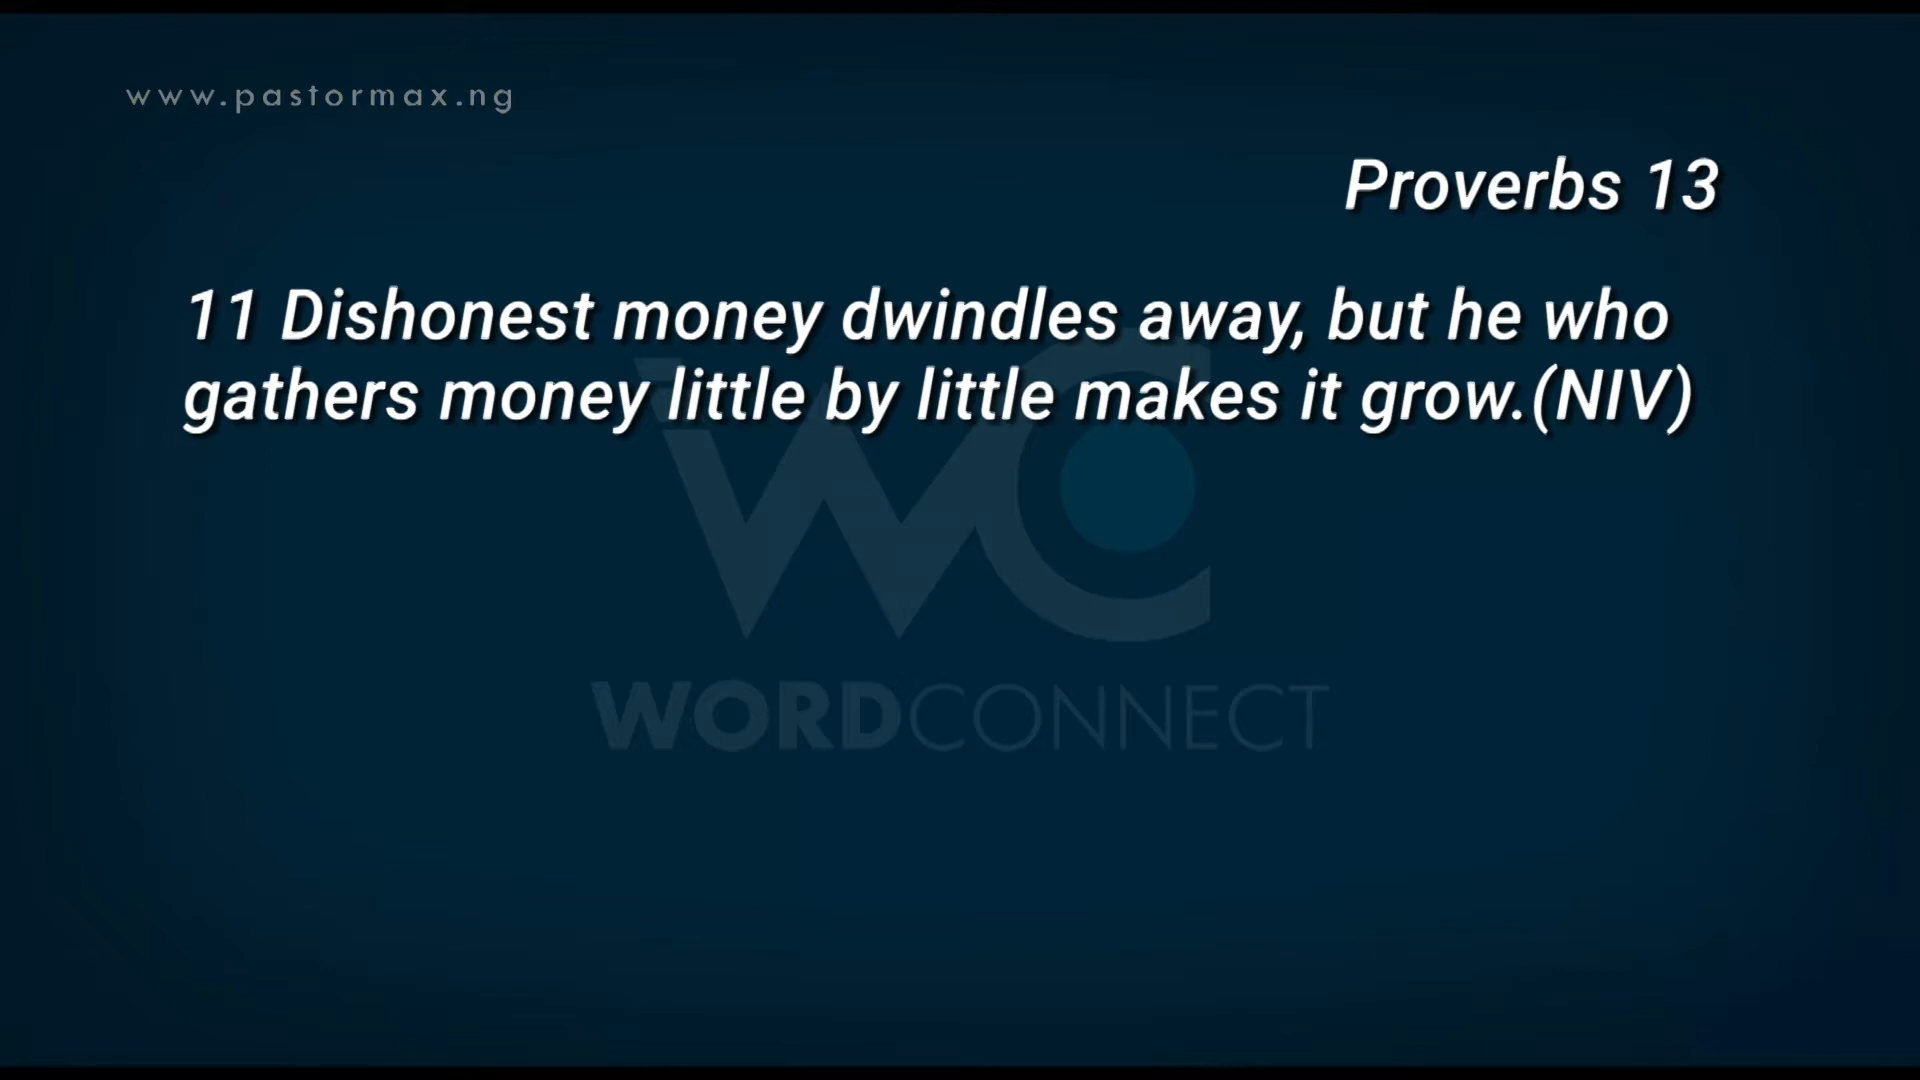 www.pastormax.ng
Proverbs 13
11 Dishonest money dwindles away, but he who
gathers money little by little makes it grow.(NIV)
WC
WORDCONNECT